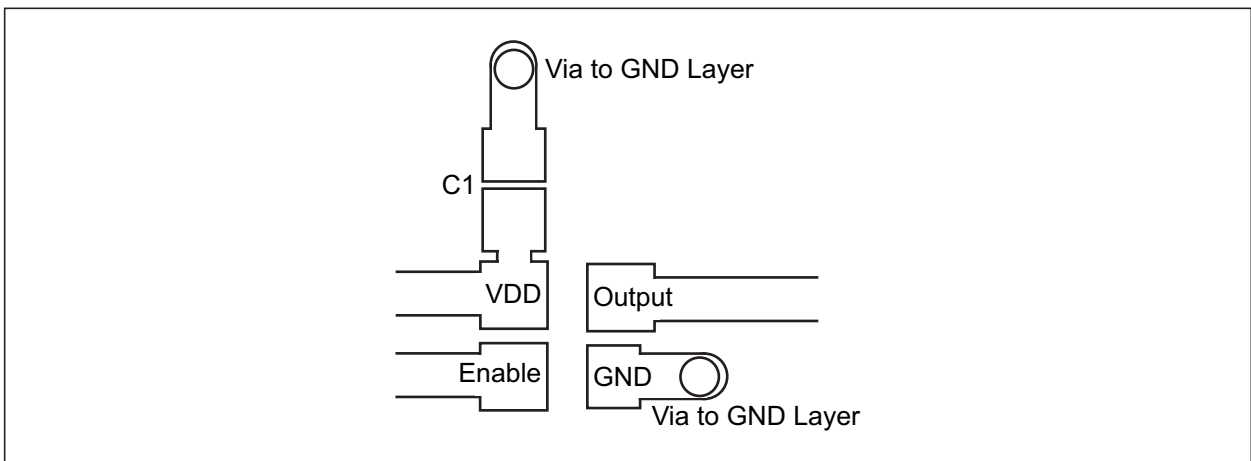 Via to GND Layer
C1
VDD
Output
Enable
GND
Via to GND Layer